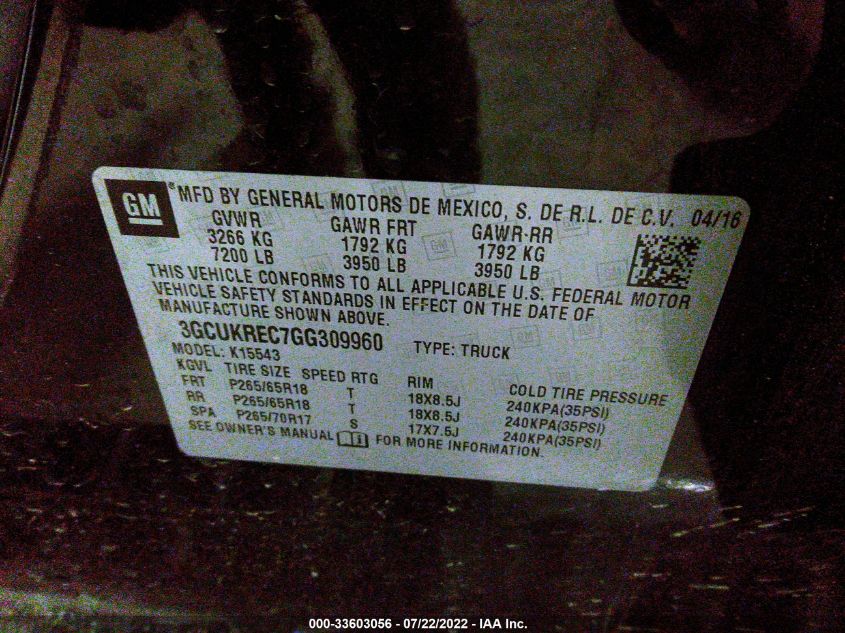 GM ® MFD BY GENERAL MOTORS DE MEXICO, S. DE R.L. DE C.V. 04/16
GVWR GAWR FRT GAWR RR
3266 KG 1792 KG 1792 KG
7200 LB 3950 LB 3950 LB
THIS VEHICLE CONFORMS TO ALL APPLICABLE U.S. FEDERAL MOTOR
VEHICLE SAFETY STANDARDS IN EFFECT ON THE DATE OF
MANUFACTURE SHOWN ABOVE.
3GCUKREC7GG309960 TYPE: TRUCK
MODEL: K15543
KGVL TIRE SIZE SPEED RTG RIM COLD TIRE PRESSURE
FRT P265/65R18 T 18X8.5J 240KPA(35PSI)
RR P265/65R18 T 18X8.5J 240KPA(35PSI)
SPA P265/70R17 S 17X7.5J 240KPA(35PSI)
SEE OWNER'S MANUAL FOR MORE INFORMATION.
000-33603056 - 07/22/2022 - IAA Inc.